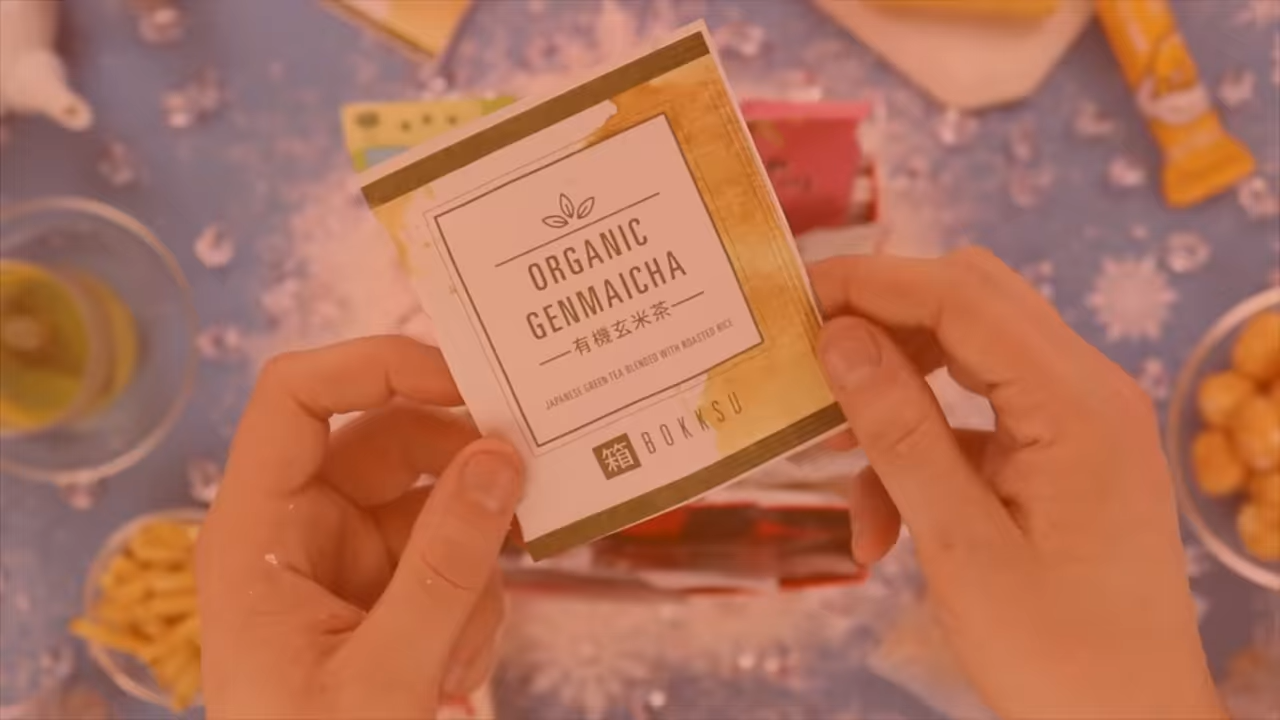 ORGANIC
GENMAICHA
有機玄米茶
JAPANESE GREEN TEA BLENDED WITH ROASTED RICE
箱 BOKKSU